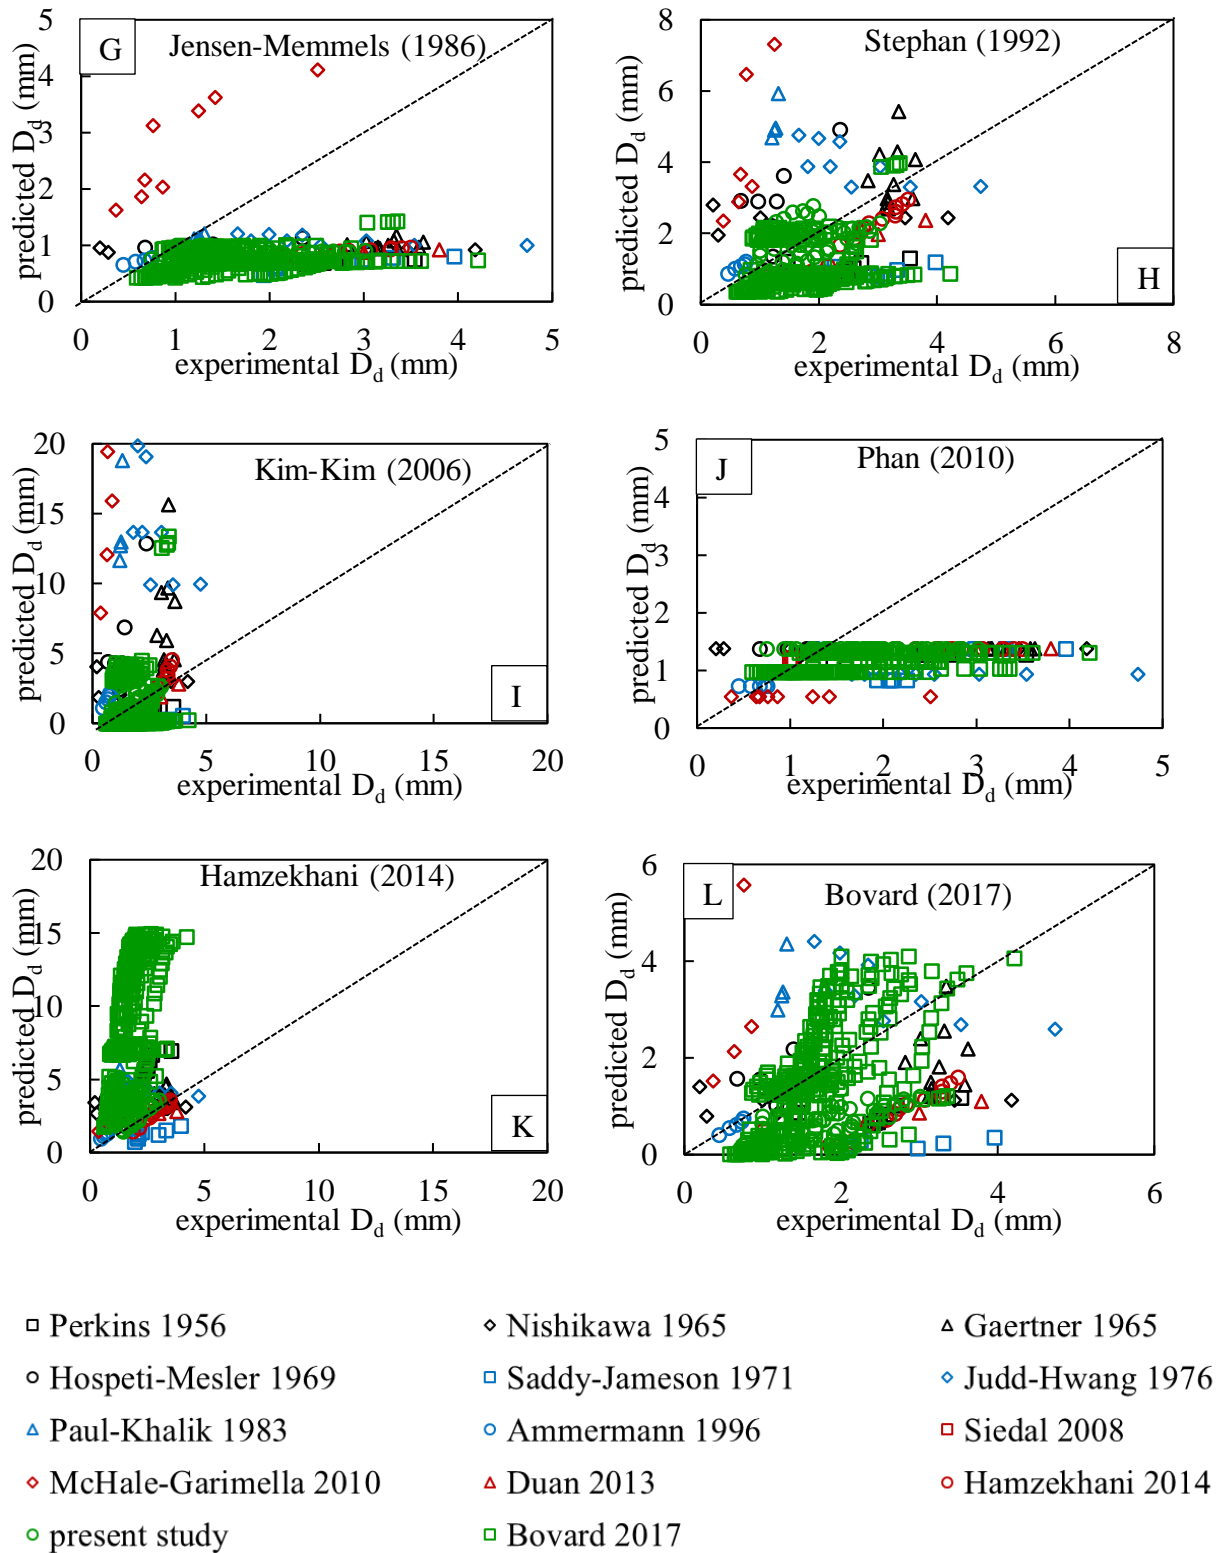 G
Jensen-Memmels (1986)
predicted D_d (mm)
5
4
3
2
1
0
0 1 2 3 4 5
experimental D_d (mm)
Stephan (1992)
H
predicted D_d (mm)
8
6
4
2
0
0 2 4 6 8
experimental D_d (mm)
Kim-Kim (2006)
I
predicted D_d (mm)
20
15
10
5
0
0 5 10 15 20
experimental D_d (mm)
J
Phan (2010)
predicted D_d (mm)
5
4
3
2
1
0
0 1 2 3 4 5
experimental D_d (mm)
Hamzekhani (2014)
K
predicted D_d (mm)
20
15
10
5
0
0 5 10 15 20
experimental D_d (mm)
L
Bovard (2017)
predicted D_d (mm)
6
4
2
0
0 2 4 6
experimental D_d (mm)
Perkins 1956 Nishikawa 1965 Gaertner 1965
Hospeti-Mesler 1969 Saddy-Jameson 1971 Judd-Hwang 1976
Paul-Khalik 1983 Ammermann 1996 Siedal 2008
McHale-Garimella 2010 Duan 2013 Hamzekhani 2014
present study Bovard 2017